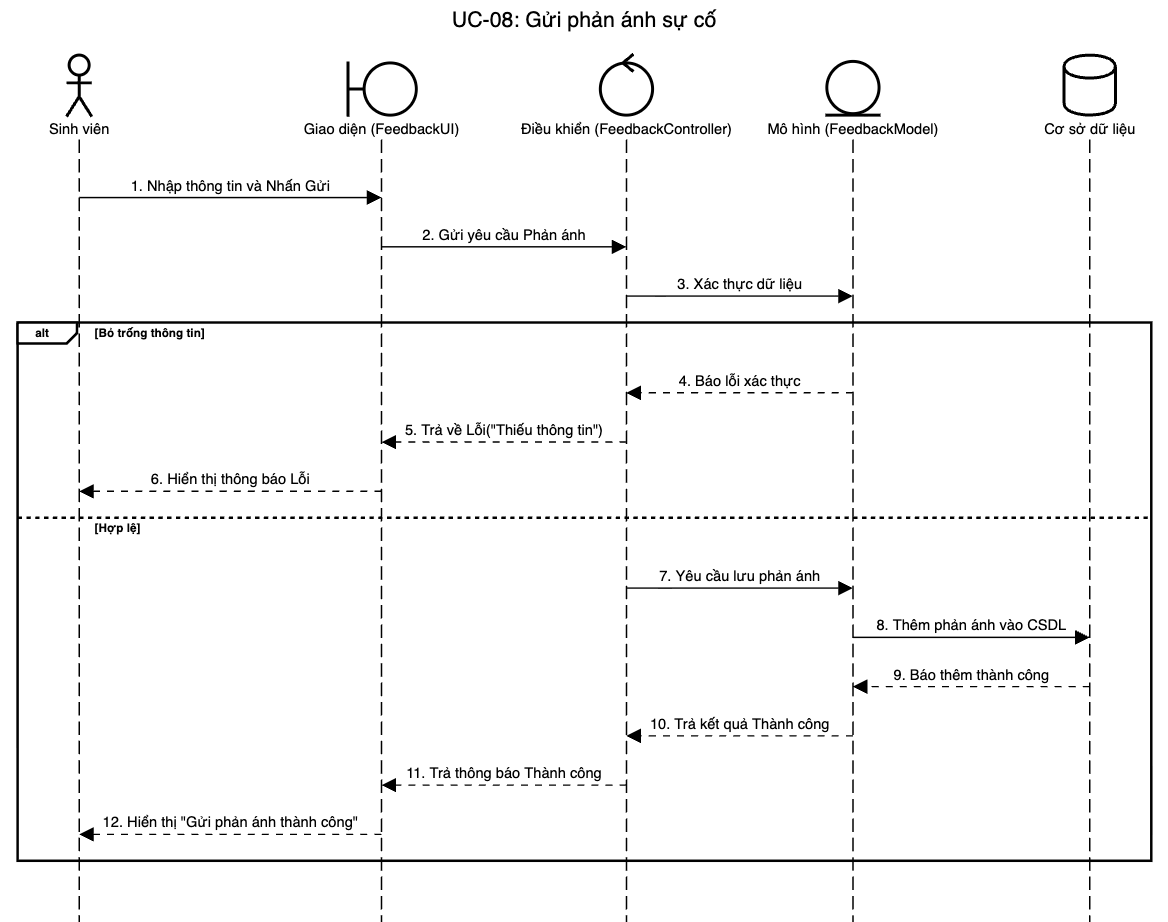 UC-08: Gửi phản ánh sự cố
Sinh viên
Giao diện (FeedbackUI)
Điều khiển (FeedbackController)
Mô hình (FeedbackModel)
Cơ sở dữ liệu
1. Nhập thông tin và Nhấn Gửi
2. Gửi yêu cầu Phản ánh
3. Xác thực dữ liệu
alt
[Bỏ trống thông tin]
4. Báo lỗi xác thực
5. Trả về Lỗi("Thiếu thông tin")
6. Hiển thị thông báo Lỗi
[Hợp lệ]
7. Yêu cầu lưu phản ánh
8. Thêm phản ánh vào CSDL
9. Báo thêm thành công
10. Trả kết quả Thành công
11. Trả thông báo Thành công
12. Hiển thị "Gửi phản ánh thành công"